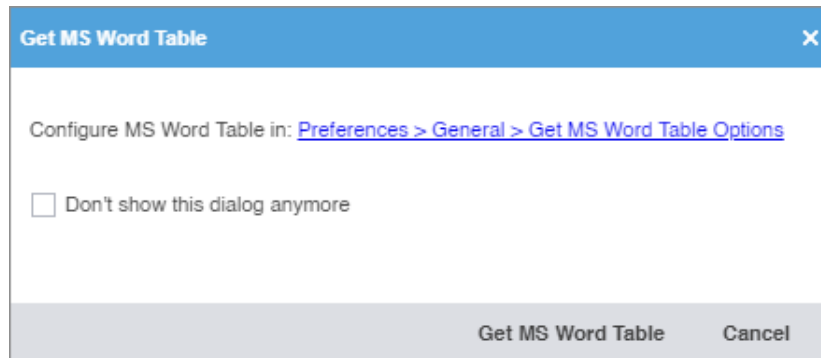 Get MS Word Table
Configure MS Word Table in: Preferences > General > Get MS Word Table Options
Don't show this dialog anymore
Get MS Word Table Cancel